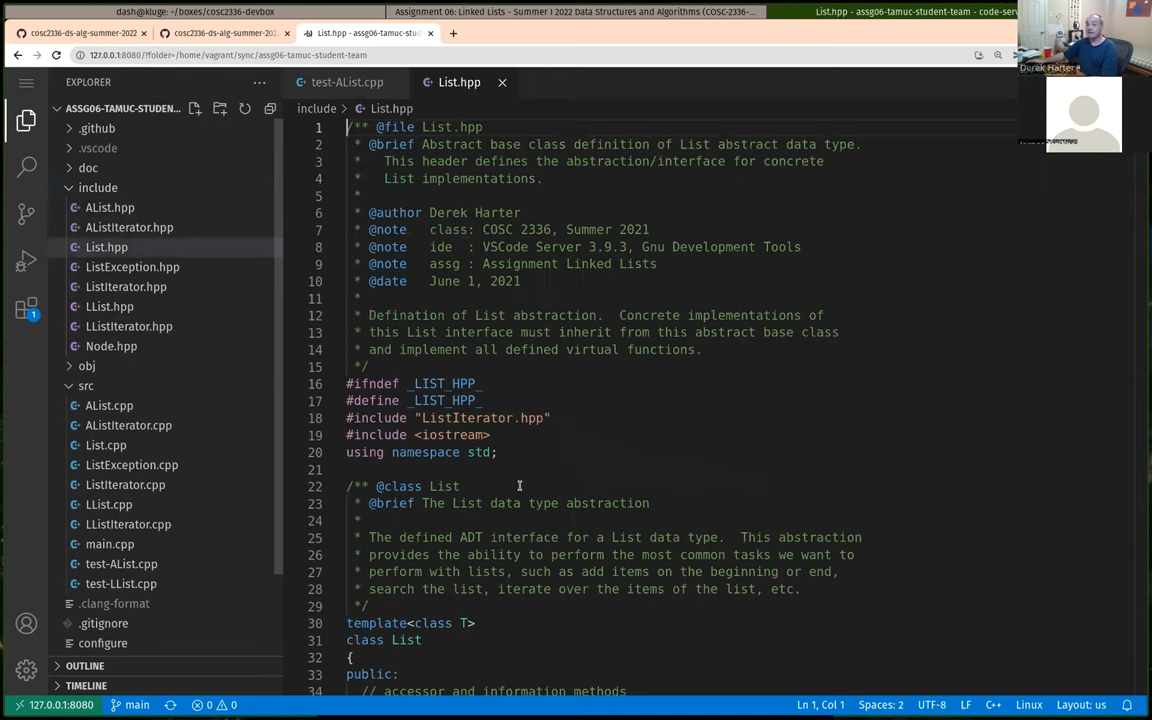 dash@kluge: ~/boxes/cosc2336-devbox
Assignment 06: Linked Lists - Summer I 2022 Data Structures and Algorithms (COSC-2336-...
List.hpp - assg06-tamuc-student-team - code-serv
cosc2336-ds-alg-summer-2022
cosc2336-ds-alg-summer-202
List.hpp - assg06-tamuc-stud
127.0.0.1:8080/?folder=/home/vagrant/sync/assg06-tamuc-student-team
Derek Harter
EXPLORER
ASSG06-TAMUC-STUDEN...
.github
.vscode
doc
include
AList.hpp
AListIterator.hpp
List.hpp
ListException.hpp
ListIterator.hpp
LList.hpp
LListIterator.hpp
Node.hpp
obj
src
AList.cpp
AListIterator.cpp
List.cpp
ListException.cpp
ListIterator.cpp
LList.cpp
LListIterator.cpp
main.cpp
test-AList.cpp
test-LList.cpp
.clang-format
.gitignore
configure
OUTLINE
TIMELINE
1
test-AList.cpp
List.hpp
include > List.hpp
1 /** @file List.hpp
2 * @brief Abstract base class definition of List abstract data type.
3 * This header defines the abstraction/interface for concrete
4 * List implementations.
5 *
6 * @author Derek Harter
7 * @note class: COSC 2336, Summer 2021
8 * @note ide : VSCode Server 3.9.3, Gnu Development Tools
9 * @note assg : Assignment Linked Lists
10 * @date June 1, 2021
11 *
12 * Defination of List abstraction. Concrete implementations of
13 * this List interface must inherit from this abstract base class
14 * and implement all defined virtual functions.
15 */
16 #ifndef _LIST_HPP_
17 #define _LIST_HPP_
18 #include "ListIterator.hpp"
19 #include <iostream>
20 using namespace std;
21
22 /** @class List
23 * @brief The List data type abstraction
24 *
25 * The defined ADT interface for a List data type. This abstraction
26 * provides the ability to perform the most common tasks we want to
27 * perform with lists, such as add items on the beginning or end,
28 * search the list, iterate over the items of the list, etc.
29 */
30 template<class T>
31 class List
32 {
33 public:
34 // accessor and information methods
127.0.0.1:8080
main
0
0
Ln 1, Col 1
Spaces: 2
UTF-8
LF
C++
Linux
Layout: us